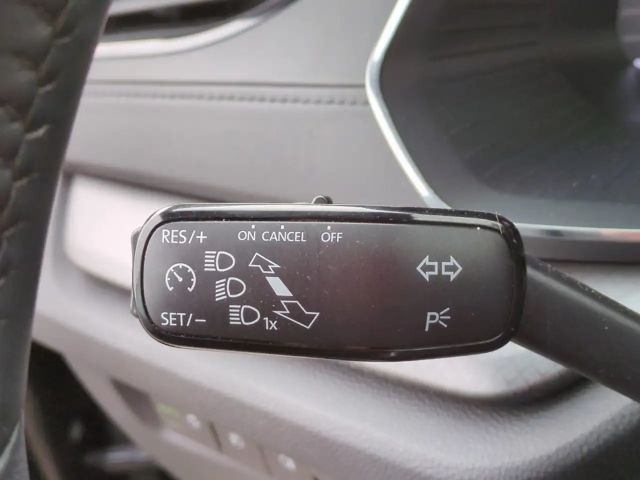 RES/+ ON CANCEL OFF
SET/− 1x P